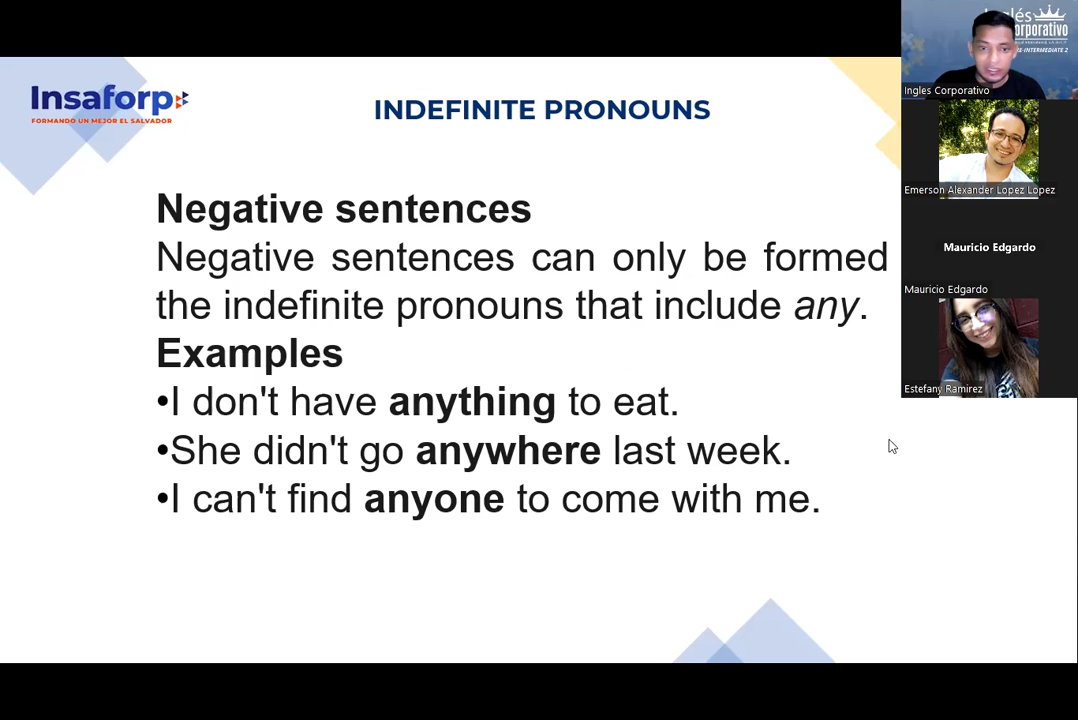 Insaforp
FORMANDO UN MEJOR EL SALVADOR
INDEFINITE PRONOUNS
Negative sentences
Negative sentences can only be formed
the indefinite pronouns that include any.
Examples
•I don't have anything to eat.
•She didn't go anywhere last week.
•I can't find anyone to come with me.
Ingles Corporativo
Emerson Alexander Lopez Lopez
Mauricio Edgardo
Mauricio Edgardo
Estefany Ramirez